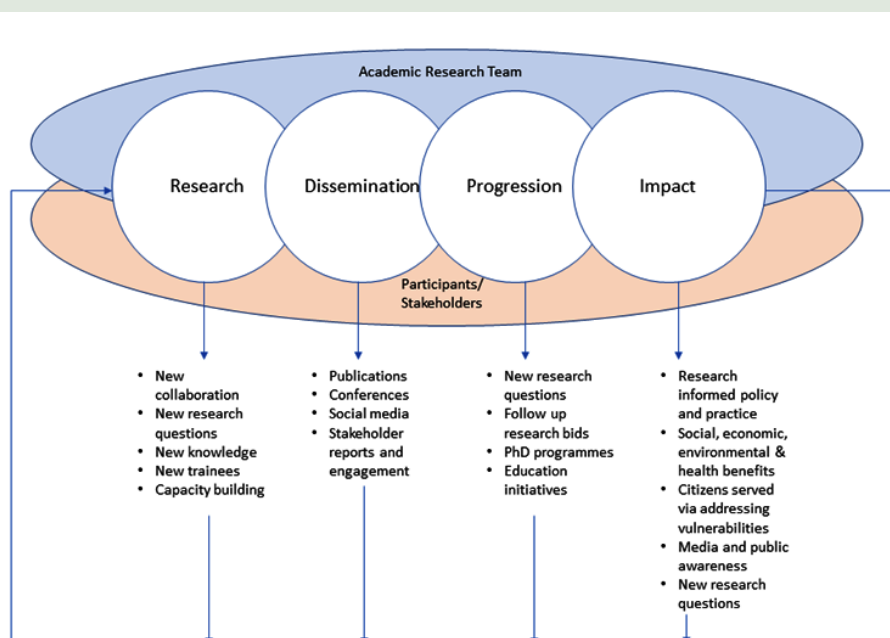 Academic Research Team
Research
Dissemination
Progression
Impact
Participants/
Stakeholders
• New
collaboration
• New research
questions
• New knowledge
• New trainees
• Capacity building
• Publications
• Conferences
• Social media
• Stakeholder
reports and
engagement
• New research
questions
• Follow up
research bids
• PhD programmes
• Education
initiatives
• Research
informed policy
and practice
• Social, economic,
environmental &
health benefits
• Citizens served
via addressing
vulnerabilities
• Media and public
awareness
• New research
questions